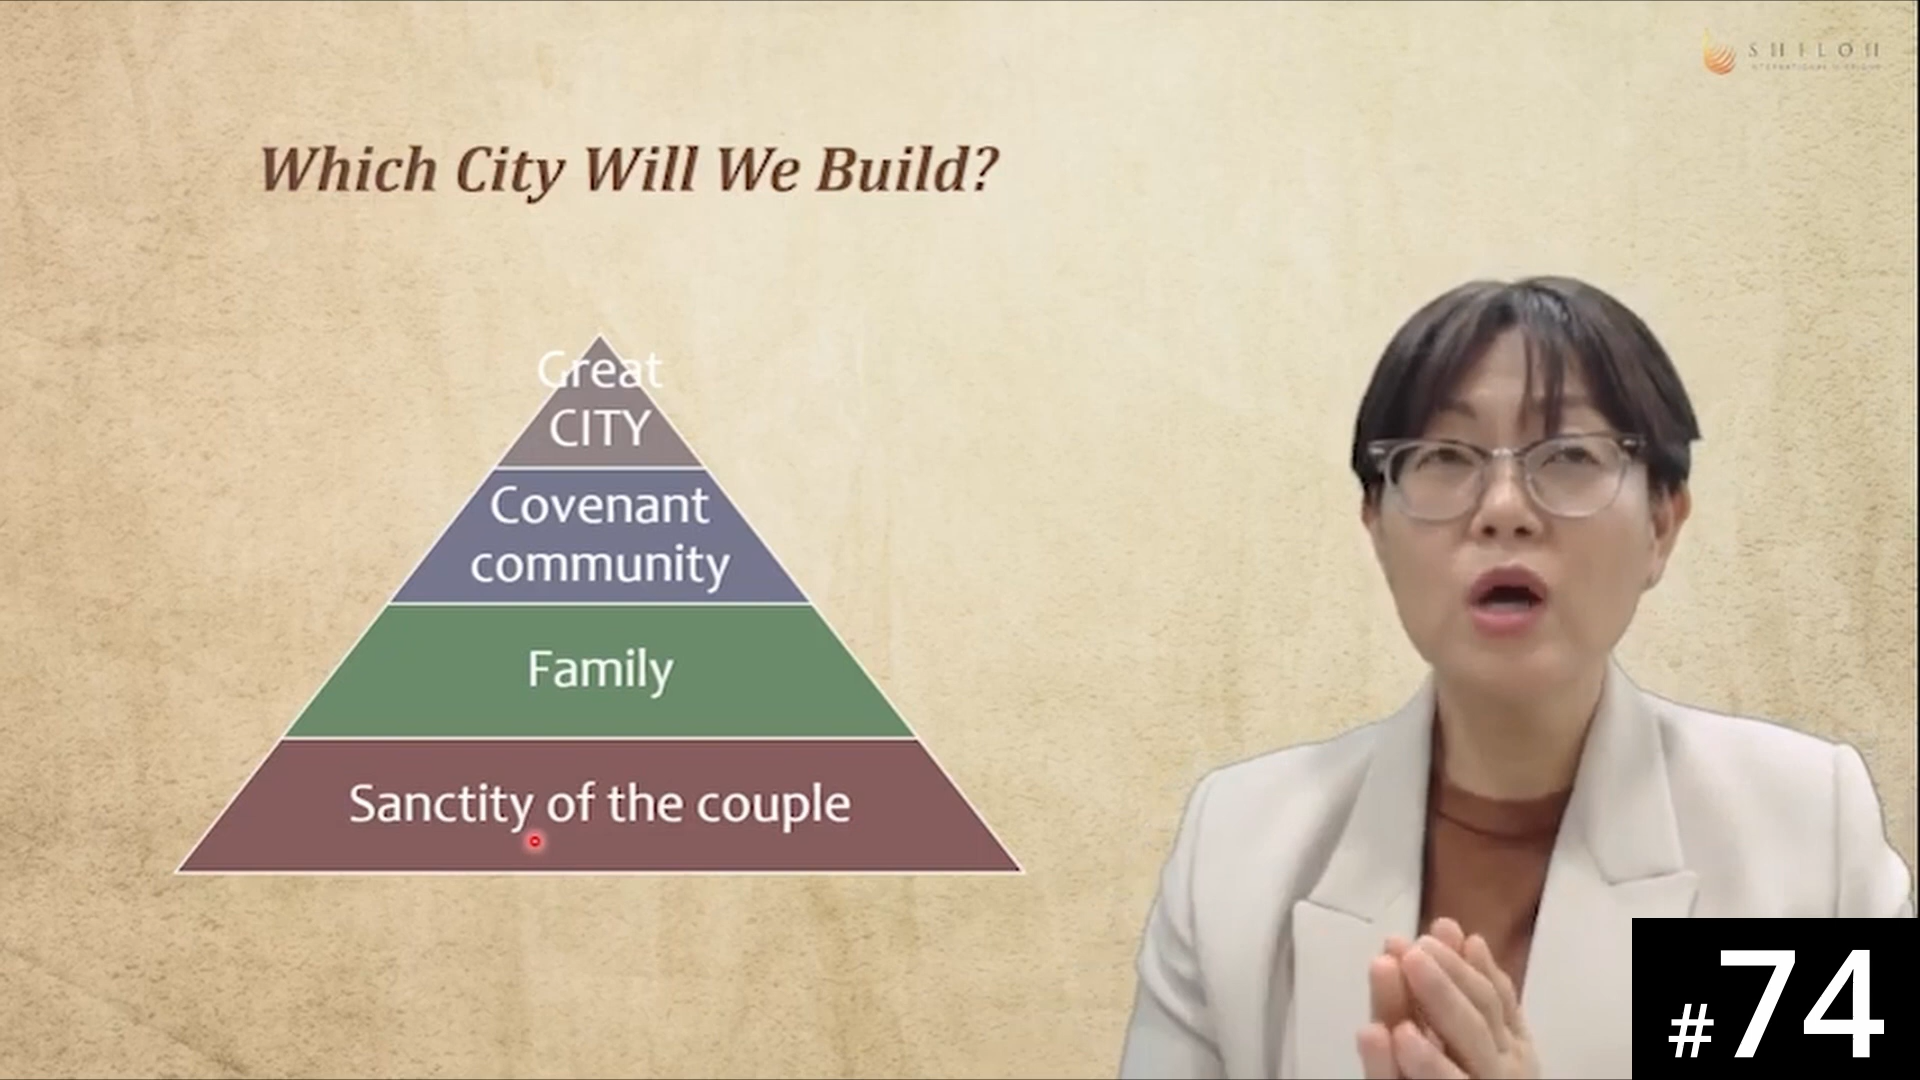 SHILOH
Which City Will We Build?
Great
CITY
Covenant
community
Family
Sanctity of the couple
#74